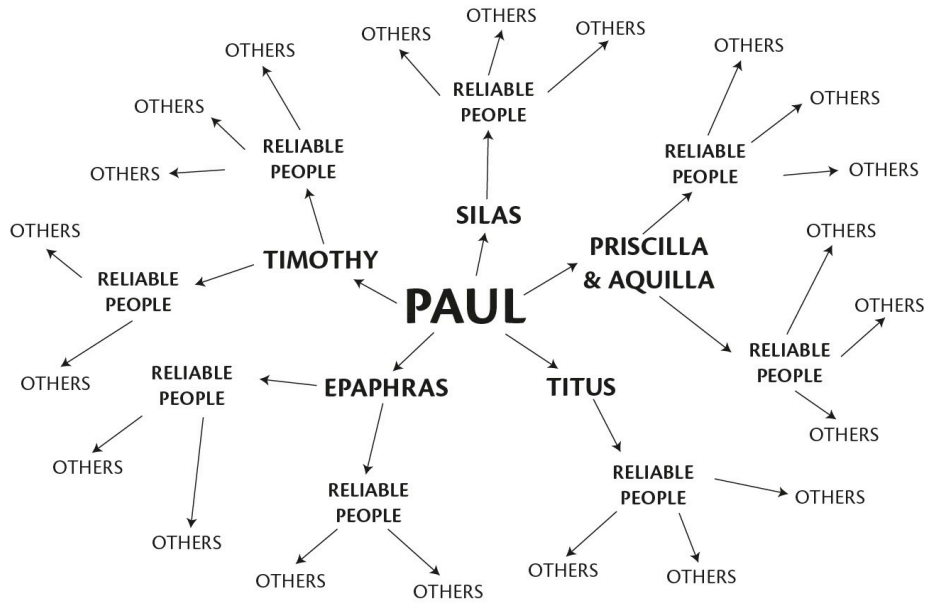 OTHERS
OTHERS
OTHERS
OTHERS
OTHERS
RELIABLE
PEOPLE
OTHERS
OTHERS
RELIABLE
PEOPLE
RELIABLE
PEOPLE
OTHERS
OTHERS
SILAS
OTHERS
OTHERS
TIMOTHY
PRISCILLA
& AQUILLA
RELIABLE
PEOPLE
PAUL
OTHERS
RELIABLE
PEOPLE
OTHERS
RELIABLE
PEOPLE
EPAPHRAS
TITUS
OTHERS
OTHERS
RELIABLE
PEOPLE
RELIABLE
PEOPLE
OTHERS
OTHERS
OTHERS
OTHERS
OTHERS
OTHERS
OTHERS